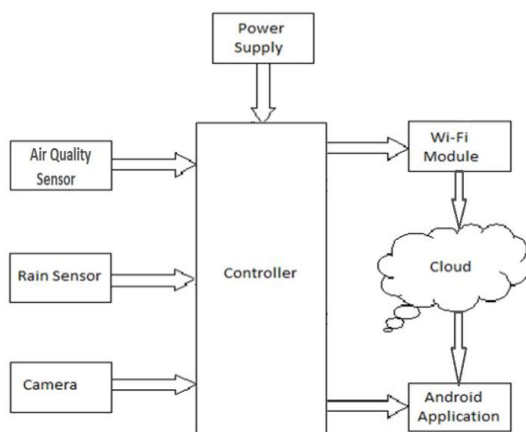 Power
Supply
Air Quality
Sensor
Wi-Fi
Module
Rain Sensor
Controller
Cloud
Camera
Android
Application